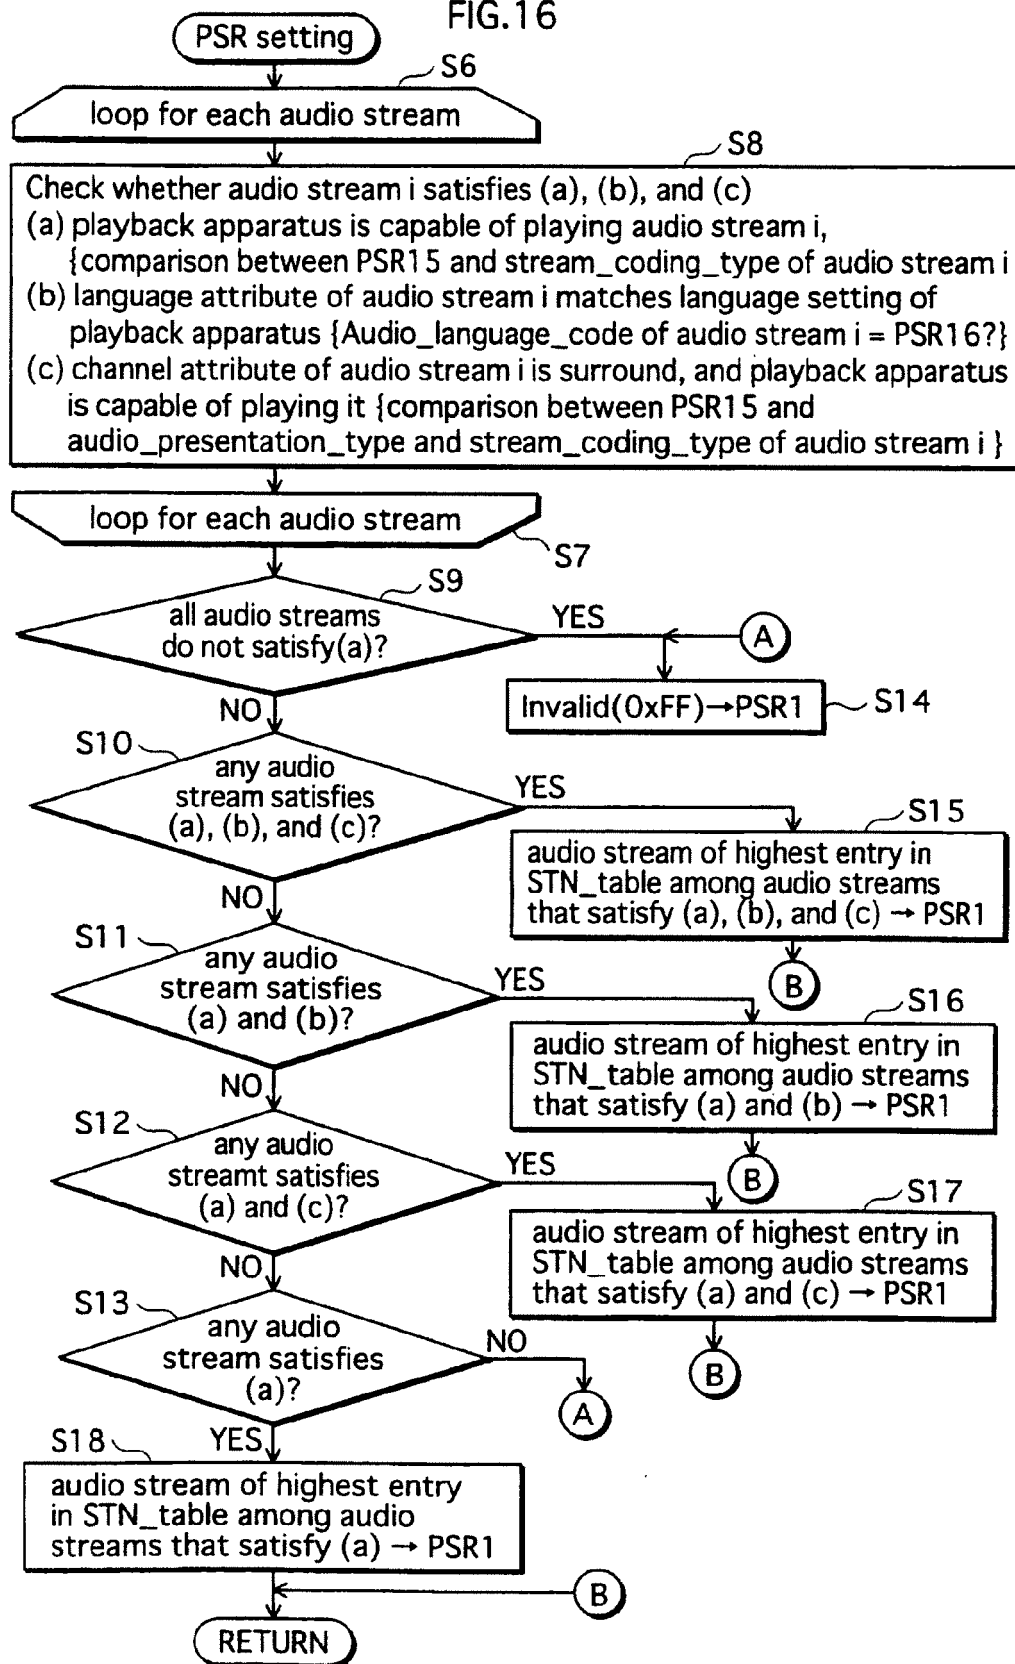 FIG.16
PSR setting
S6
loop for each audio stream
S8
Check whether audio stream i satisfies (a), (b), and (c)
(a) playback apparatus is capable of playing audio stream i,
{comparison between PSR15 and stream_coding_type of audio stream i
(b) language attribute of audio stream i matches language setting of
playback apparatus {Audio_language_code of audio stream i = PSR16?}
(c) channel attribute of audio stream i is surround, and playback apparatus
is capable of playing it {comparison between PSR15 and
audio_presentation_type and stream_coding_type of audio stream i }
loop for each audio stream
S7
S9
all audio streams
do not satisfy(a)?
YES
A
Invalid(0xFF)→PSR1
S14
NO
S10
any audio
stream satisfies
(a), (b), and (c)?
YES
S15
audio stream of highest entry in
STN_table among audio streams
that satisfy (a), (b), and (c) → PSR1
B
NO
S11
any audio
stream satisfies
(a) and (b)?
YES
S16
audio stream of highest entry in
STN_table among audio streams
that satisfy (a) and (b) → PSR1
B
NO
S12
any audio
streamt satisfies
(a) and (c)?
YES
S17
audio stream of highest entry in
STN_table among audio streams
that satisfy (a) and (c) → PSR1
B
NO
S13
any audio
stream satisfies
(a)?
NO
A
YES
S18
audio stream of highest entry
in STN_table among audio
streams that satisfy (a) → PSR1
B
RETURN